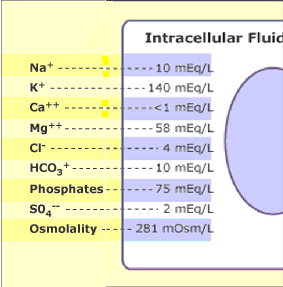 Intracellular Fluid
Na⁺ ---------- 10 mEq/L
K⁺ ---------- 140 mEq/L
Ca⁺⁺ ---------- <1 mEq/L
Mg⁺⁺ ---------- 58 mEq/L
Cl⁻ ---------- 4 mEq/L
HCO₃⁺ ---------- 10 mEq/L
Phosphates ------- 75 mEq/L
S0₄⁻⁻ ---------- 2 mEq/L
Osmolality ----- 281 mOsm/L